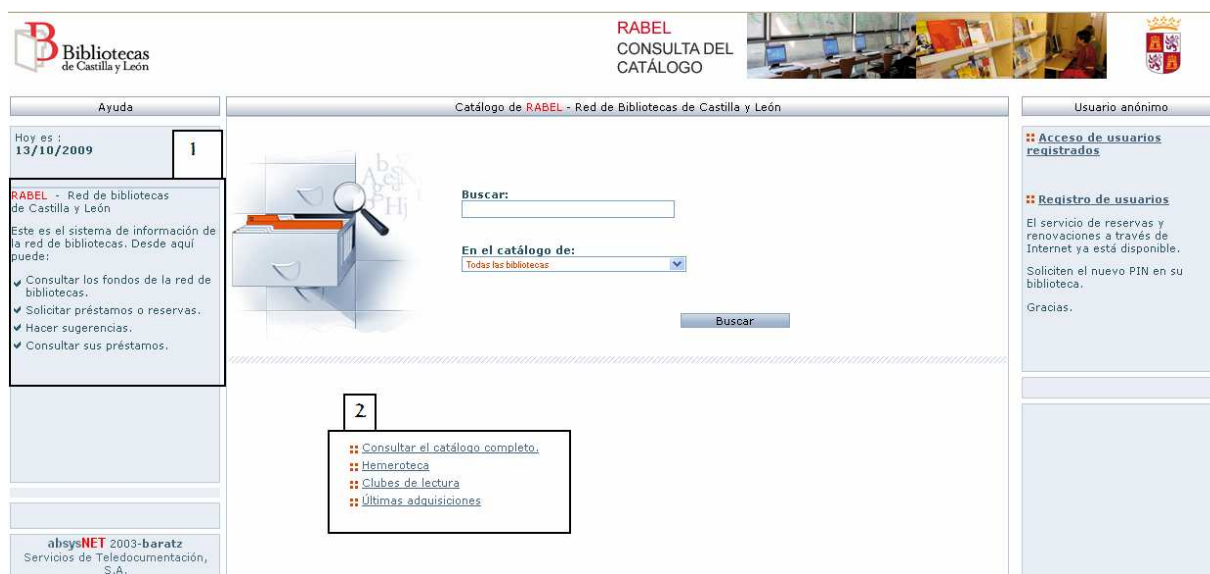 Bibliotecas
de Castilla y León
RABEL
CONSULTA DEL
CATÁLOGO
Ayuda
Catálogo de RABEL - Red de Bibliotecas de Castilla y León
Usuario anónimo
Hoy es :
13/10/2009
1
RABEL - Red de bibliotecas
de Castilla y León
Este es el sistema de información de
la red de bibliotecas. Desde aquí
puede:
Consultar los fondos de la red de
bibliotecas.
Solicitar préstamos o reservas.
Hacer sugerencias.
Consultar sus préstamos.
Buscar:
En el catálogo de:
Todas las bibliotecas
Buscar
2
Consultar el catálogo completo.
Hemeroteca
Clubes de lectura
Últimas adquisiciones
Acceso de usuarios
registrados
Registro de usuarios
El servicio de reservas y
renovaciones a través de
Internet ya está disponible.
Soliciten el nuevo PIN en su
biblioteca.
Gracias.
absysNET 2003-baratz
Servicios de Teledocumentación,
S.A.